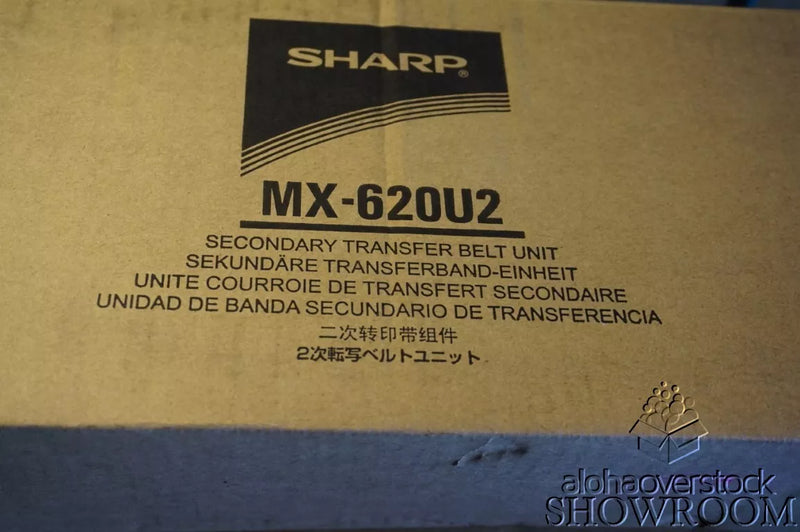 SHARP®
MX-620U2
SECONDARY TRANSFER BELT UNIT
SEKUNDÄRE TRANSFERBAND-EINHEIT
UNITE COURROIE DE TRANSFERT SECONDAIRE
UNIDAD DE BANDA SECUNDARIO DE TRANSFERENCIA
二次转印带组件
2次転写ベルトユニット
alohaoverstock
SHOWROOM